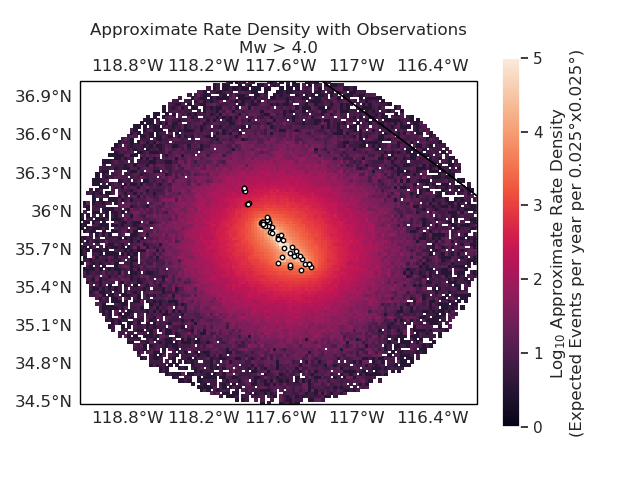 Approximate Rate Density with Observations
Mw > 4.0
118.8°W 118.2°W 117.6°W 117°W 116.4°W
36.9°N
36.6°N
36.3°N
36°N
35.7°N
35.4°N
35.1°N
34.8°N
34.5°N
118.8°W 118.2°W 117.6°W 117°W 116.4°W
5
4
3
2
1
0
Log₁₀ Approximate Rate Density
(Expected Events per year per 0.025°x0.025°)